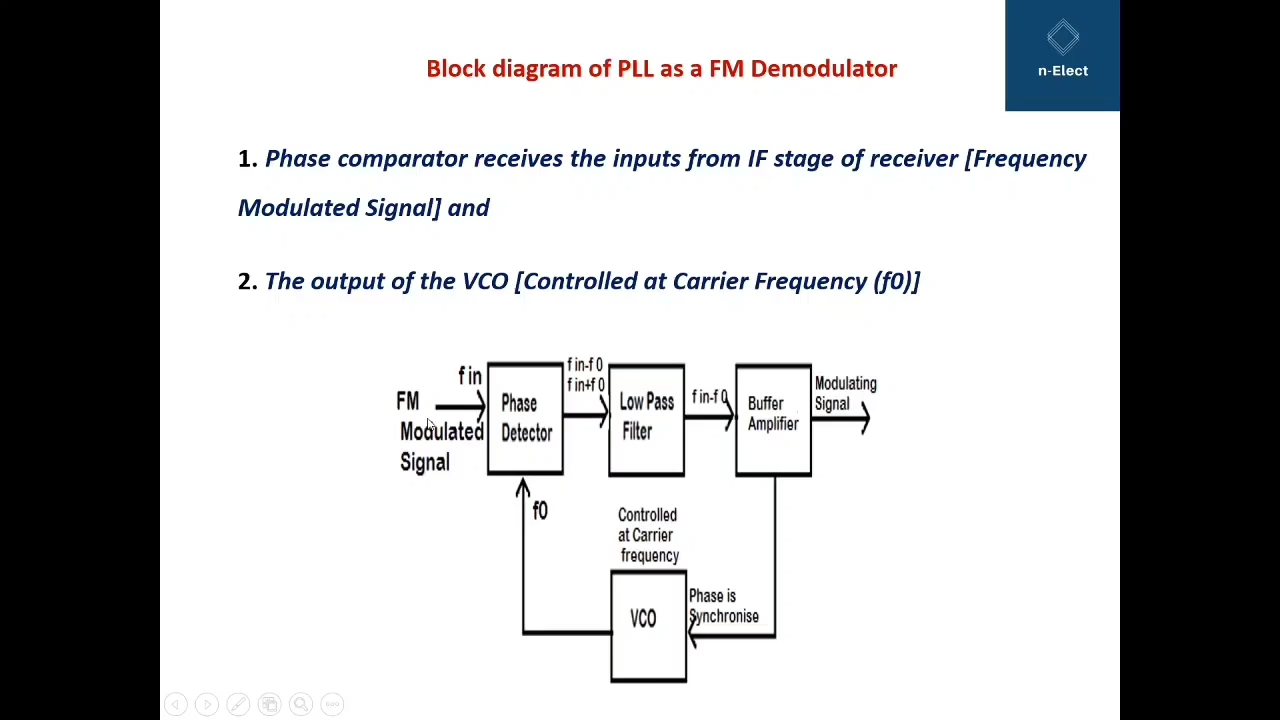 n-Elect
Block diagram of PLL as a FM Demodulator
1. Phase comparator receives the inputs from IF stage of receiver [Frequency
Modulated Signal] and
2. The output of the VCO [Controlled at Carrier Frequency (f0)]
FM
Modulated
Signal
f in
Phase
Detector
f in-f 0
f in+f 0
Low Pass
Filter
f in-f 0
Buffer
Amplifier
Modulating
Signal
f0
Controlled
at Carrier
frequency
VCO
Phase is
Synchronise